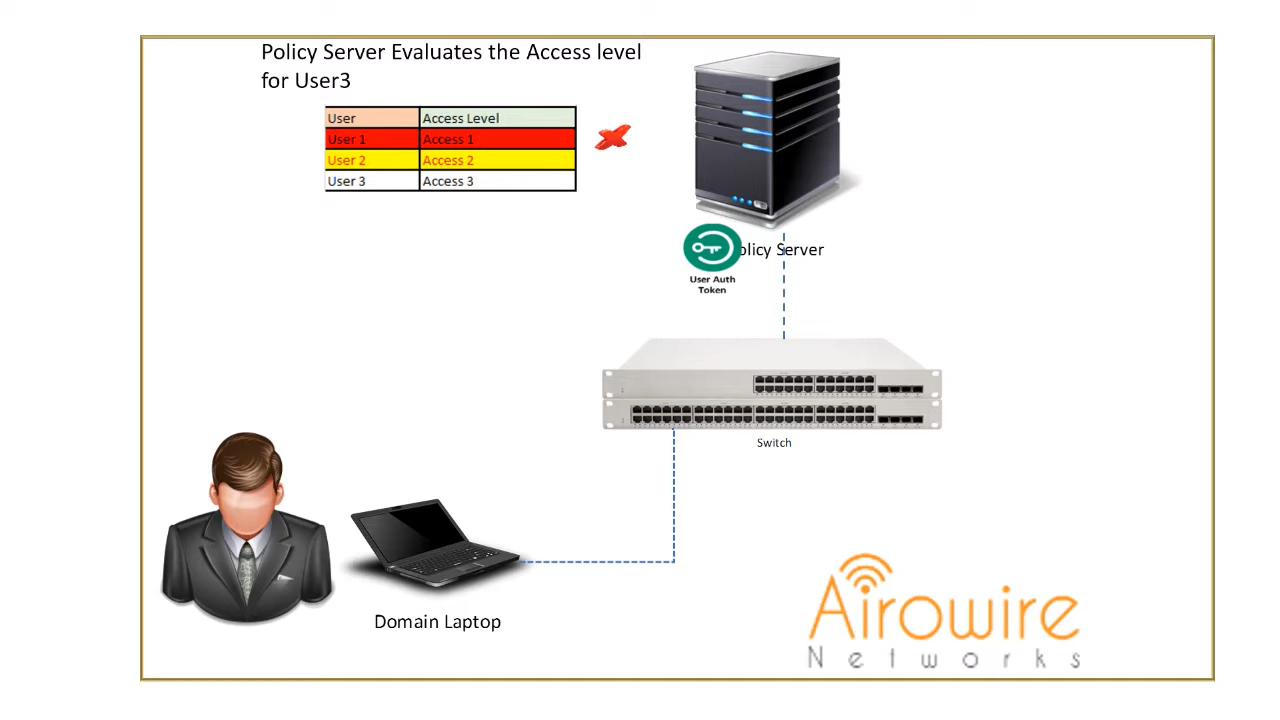 Policy Server Evaluates the Access level
for User3
User Access Level
User 1 Access 1
User 2 Access 2
User 3 Access 3
olicy Server
User Auth
Token
Switch
Domain Laptop
Airowire
Networks